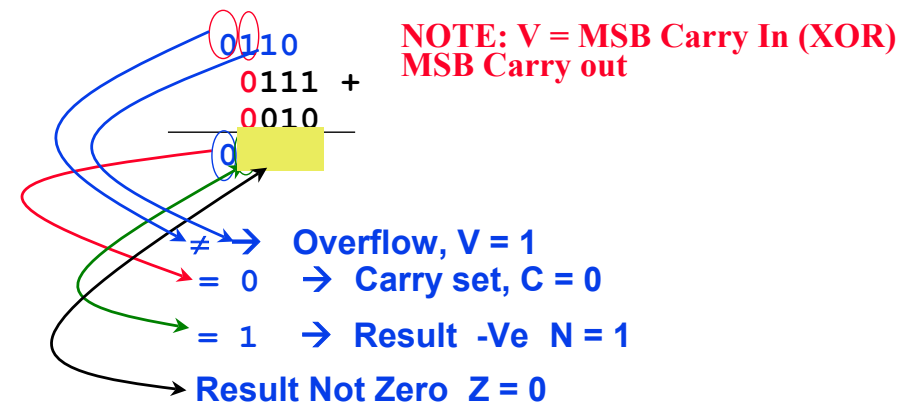 0110
NOTE: V = MSB Carry In (XOR)
MSB Carry out
0111 +
0010
0
≠ → Overflow, V = 1
= 0 → Carry set, C = 0
= 1 → Result -Ve N = 1
Result Not Zero Z = 0